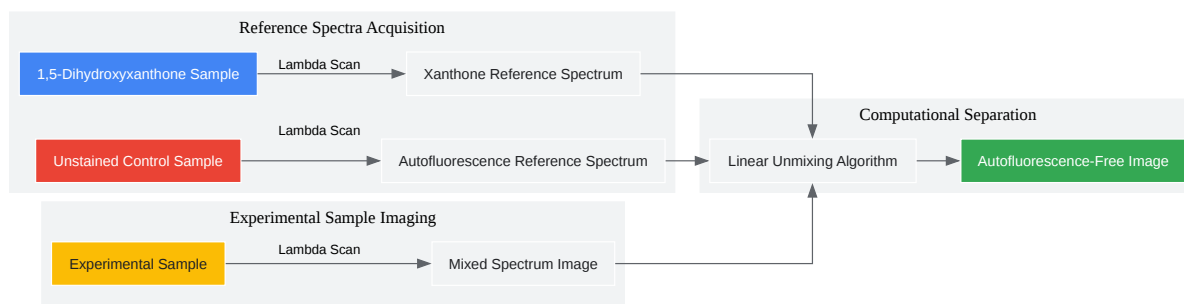 Reference Spectra Acquisition
1,5-Dihydroxyxanthone Sample
Lambda Scan
Xanthone Reference Spectrum
Unstained Control Sample
Lambda Scan
Autofluorescence Reference Spectrum
Computational Separation
Linear Unmixing Algorithm
Autofluorescence-Free Image
Experimental Sample Imaging
Experimental Sample
Lambda Scan
Mixed Spectrum Image